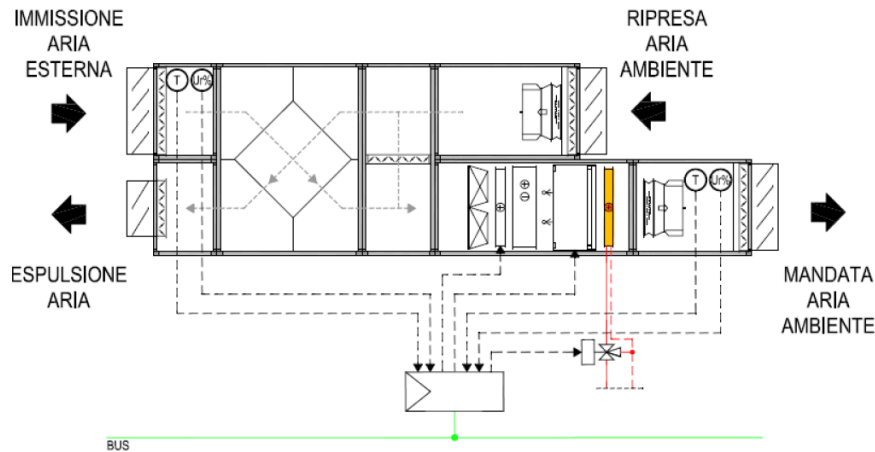 IMMISSIONE
ARIA
ESTERNA
RIPRESA
ARIA
AMBIENTE
T
Ur%
T
Ur%
ESPULSIONE
ARIA
MANDATA
ARIA
AMBIENTE
BUS